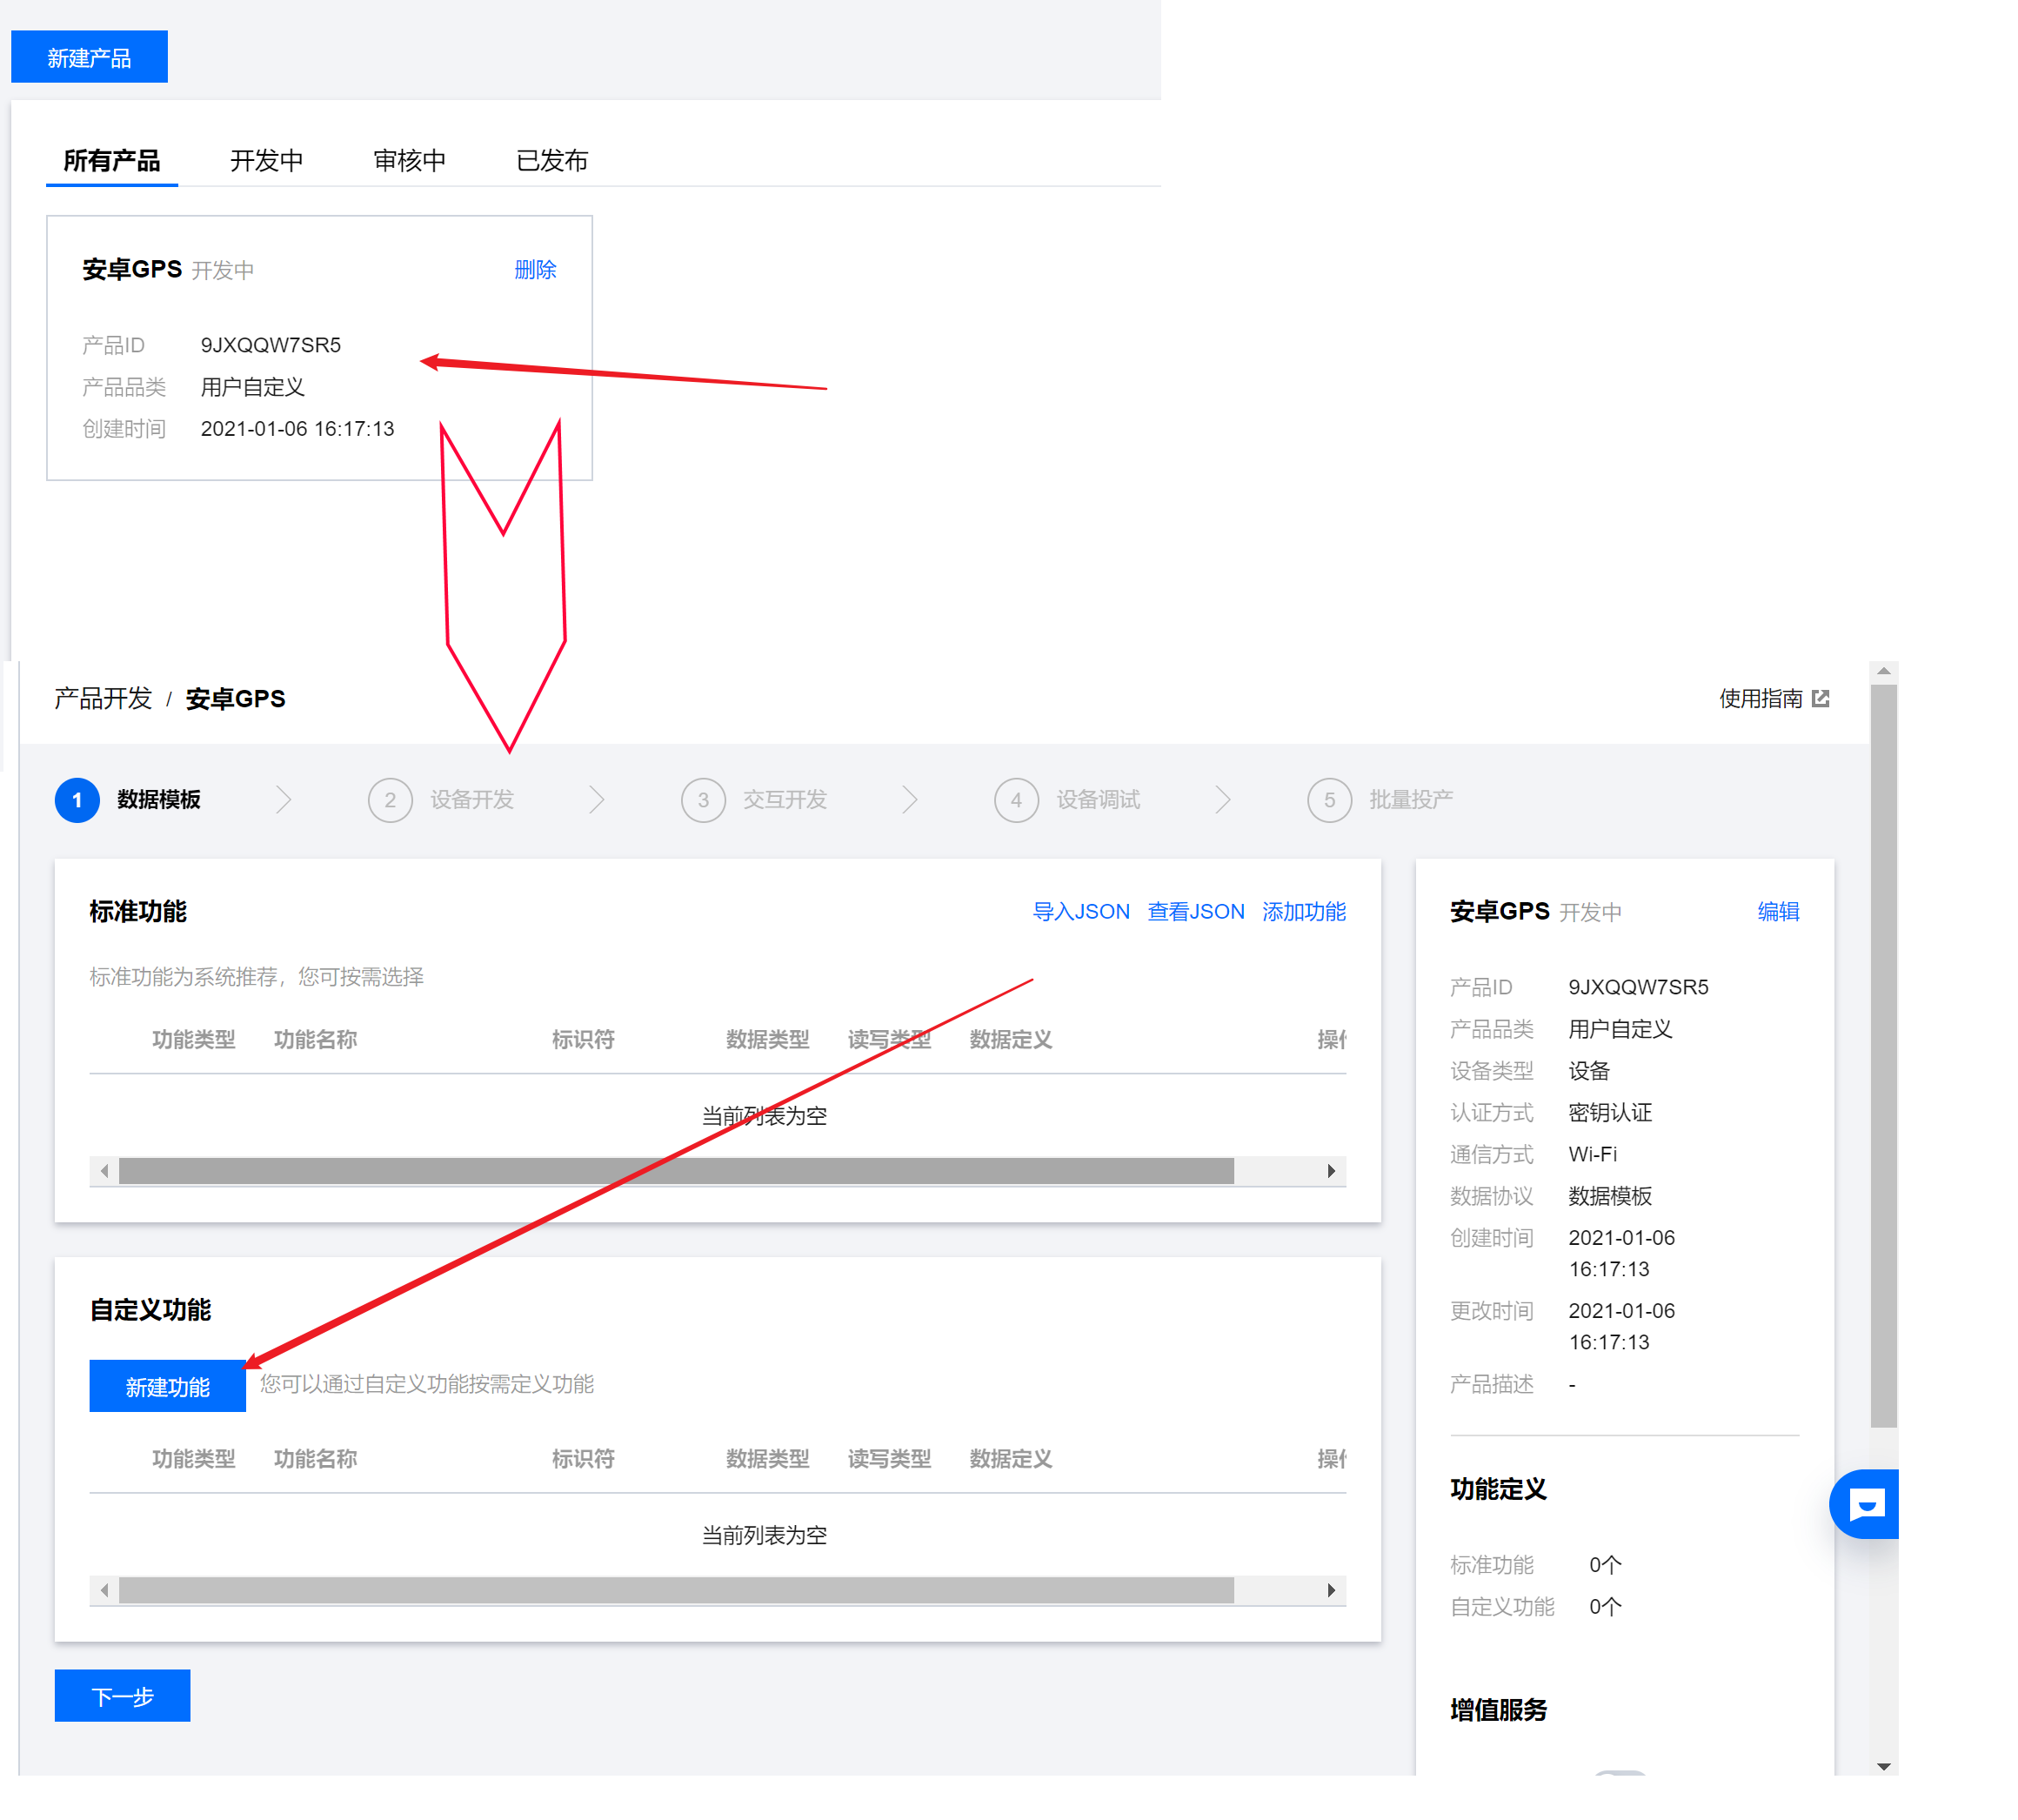 新建产品
所有产品 开发中 审核中 已发布
安卓GPS 开发中 删除
产品ID 9JXQQW7SR5
产品品类 用户自定义
创建时间 2021-01-06 16:17:13
产品开发 / 安卓GPS 使用指南
1 数据模板 2 设备开发 3 交互开发 4 设备调试 5 批量投产
标准功能 导入JSON 查看JSON 添加功能
标准功能为系统推荐，您可按需选择
功能类型 功能名称 标识符 数据类型 读写类型 数据定义 操
当前列表为空
自定义功能
新建功能 您可以通过自定义功能按需定义功能
功能类型 功能名称 标识符 数据类型 读写类型 数据定义 操
当前列表为空
下一步
安卓GPS 开发中 编辑
产品ID 9JXQQW7SR5
产品品类 用户自定义
设备类型 设备
认证方式 密钥认证
通信方式 Wi-Fi
数据协议 数据模板
创建时间 2021-01-06
16:17:13
更改时间 2021-01-06
16:17:13
产品描述 -
功能定义
标准功能 0个
自定义功能 0个
增值服务